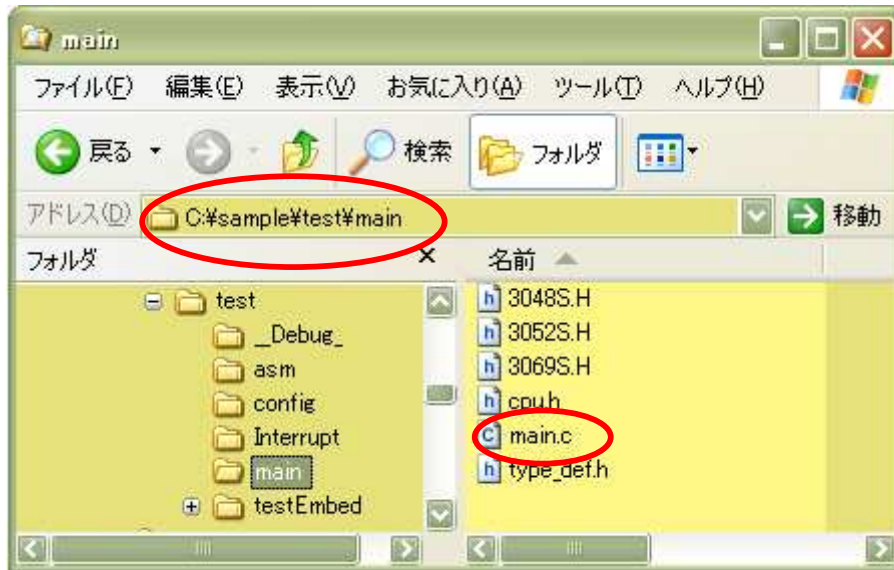 main
ファイル(F) 編集(E) 表示(V) お気に入り(A) ツール(T) ヘルプ(H)
戻る 検索 フォルダ
アドレス(D) C:¥sample¥test¥main 移動
フォルダ × 名前
test
__Debug_
asm
config
Interrupt
main
testEmbed
3048S.H
3052S.H
3069S.H
cpu.h
main.c
type_def.h